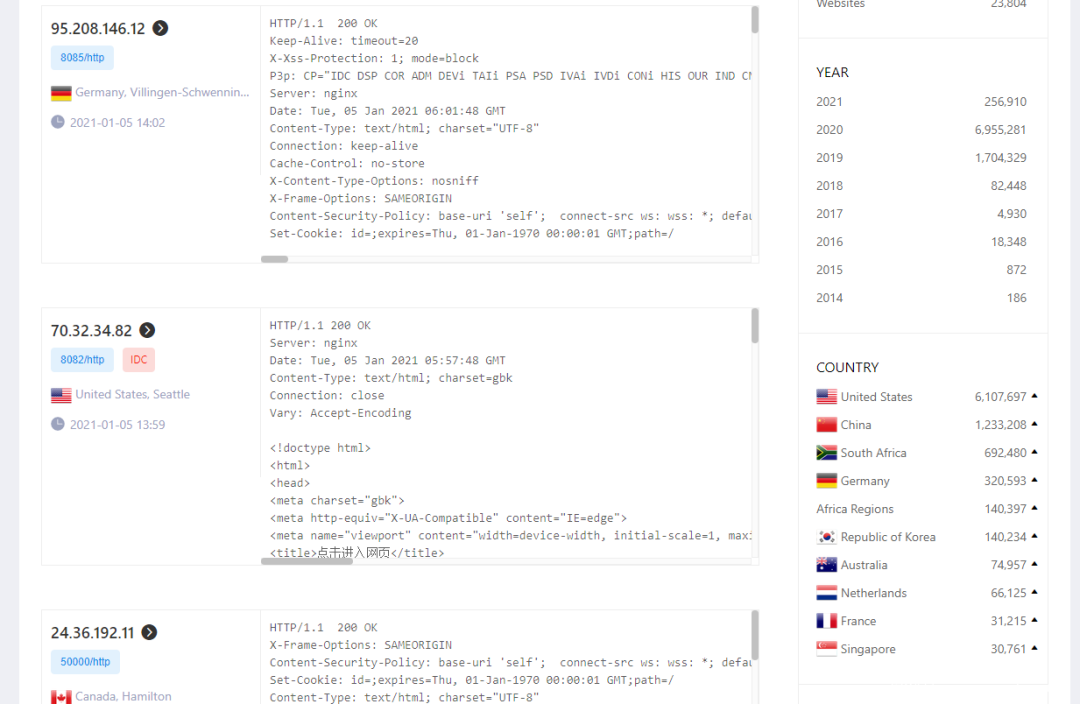 95.208.146.12
8085/http
Germany, Villingen-Schwennin...
2021-01-05 14:02
HTTP/1.1  200 OK
Keep-Alive: timeout=20
X-Xss-Protection: 1; mode=block
P3p: CP="IDC DSP COR ADM DEVi TAIi PSA PSD IVAi IVDi CONi HIS OUR IND
Server: nginx
Date: Tue, 05 Jan 2021 06:01:48 GMT
Content-Type: text/html; charset="UTF-8"
Connection: keep-alive
Cache-Control: no-store
X-Content-Type-Options: nosniff
X-Frame-Options: SAMEORIGIN
Content-Security-Policy: base-uri 'self';  connect-src ws: wss: *;
Set-Cookie: id=;expires=Thu, 01-Jan-1970 00:00:01 GMT;path=/
70.32.34.82
8082/http IDC
United States, Seattle
2021-01-05 13:59
HTTP/1.1 200 OK
Server: nginx
Date: Tue, 05 Jan 2021 05:57:48 GMT
Content-Type: text/html; charset=gbk
Connection: close
Vary: Accept-Encoding
<!doctype html>
<html>
<head>
<meta charset="gbk">
<meta http-equiv="X-UA-Compatible" content="IE=edge">
<meta name="viewport" content="width=device-width, initial-scale=1,
<title>点击进入网页</title>
24.36.192.11
50000/http
Canada, Hamilton
HTTP/1.1  200 OK
X-Frame-Options: SAMEORIGIN
Content-Security-Policy: base-uri 'self';  connect-src ws: wss: *;
Set-Cookie: id=;expires=Thu, 01-Jan-1970 00:00:01 GMT;path=/
Content-Type: text/html; charset="UTF-8"
Websites 23,804
YEAR
2021 256,910
2020 6,955,281
2019 1,704,329
2018 82,448
2017 4,930
2016 18,348
2015 872
2014 186
COUNTRY
United States 6,107,697
China 1,233,208
South Africa 692,480
Germany 320,593
Africa Regions 140,397
Republic of Korea 140,234
Australia 74,957
Netherlands 66,125
France 31,215
Singapore 30,761